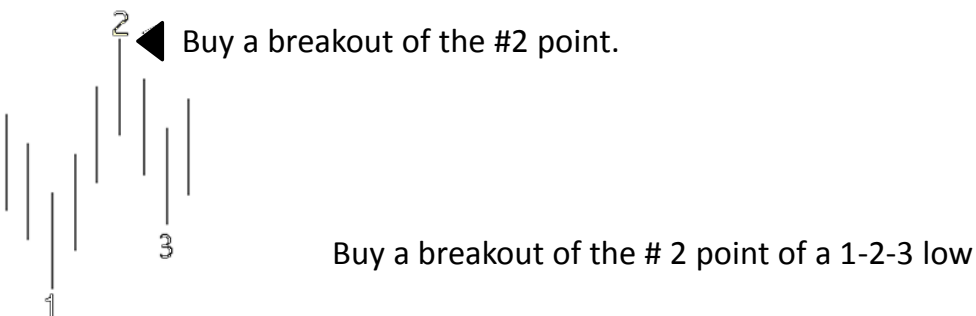 2
Buy a breakout of the #2 point.
3
Buy a breakout of the # 2 point of a 1-2-3 low
1